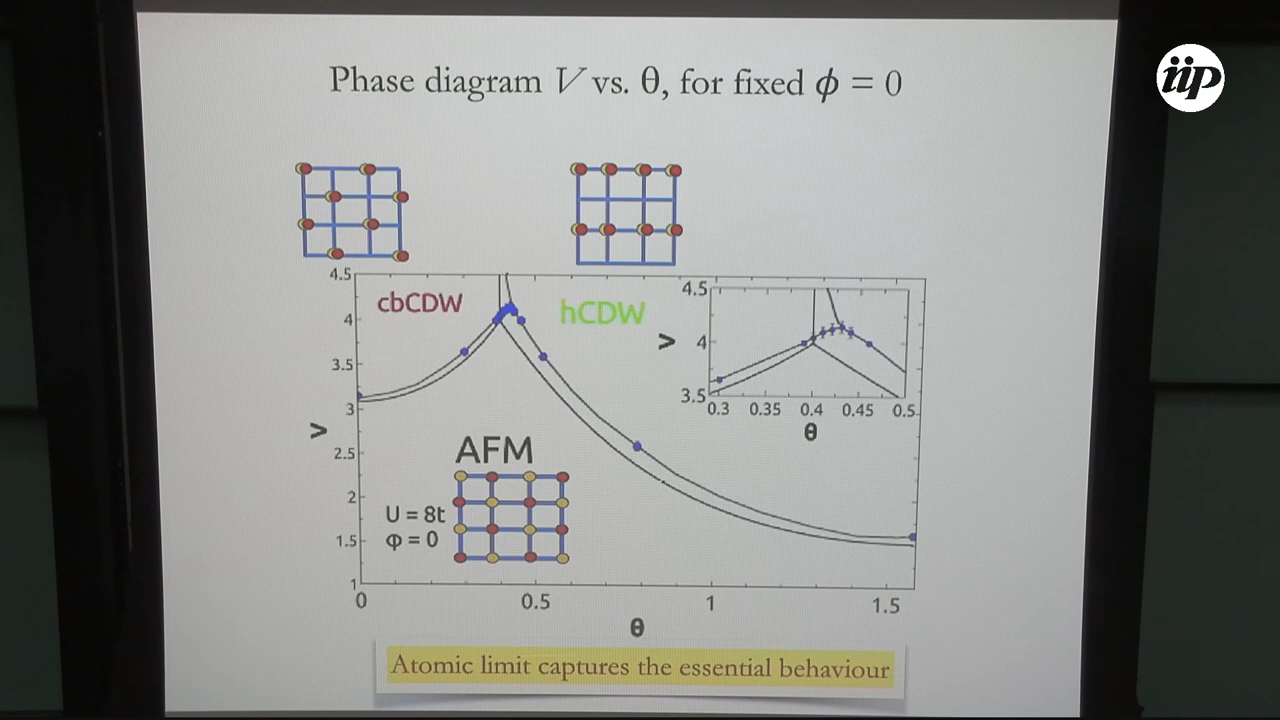 iip
Phase diagram V vs. θ, for fixed ϕ = 0
4.5
4
3.5
3
2.5
2
1.5
1
V
cbCDW
hCDW
AFM
U = 8t
Φ = 0
0
0.5
1
1.5
θ
4.5
4
3.5
V
0.3
0.35
0.4
0.45
0.5
θ
Atomic limit captures the essential behaviour